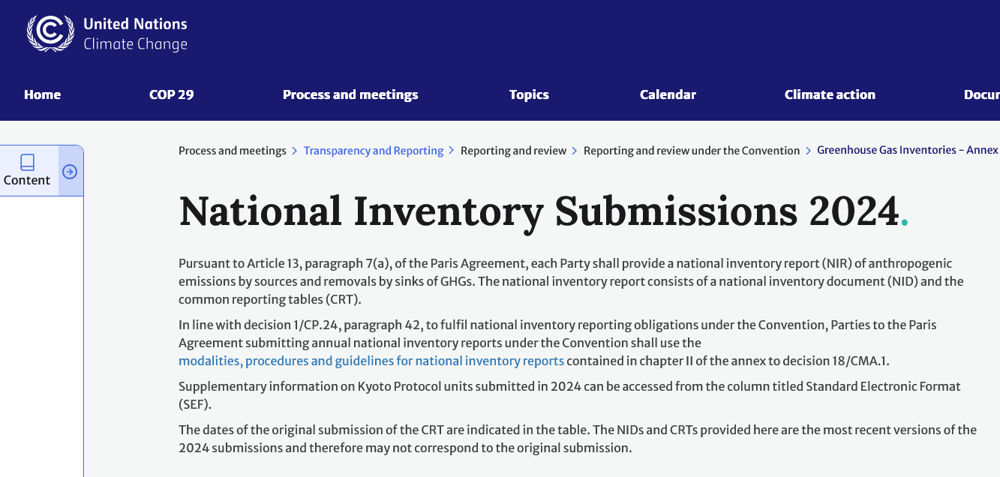 United Nations
Climate Change
Home COP 29 Process and meetings Topics Calendar Climate action
Content
Process and meetings > Transparency and Reporting > Reporting and review > Reporting and review under the Convention > Greenhouse Gas Inventories - Annex
National Inventory Submissions 2024.
Pursuant to Article 13, paragraph 7(a), of the Paris Agreement, each Party shall provide a national inventory report (NIR) of anthropogenic
emissions by sources and removals by sinks of GHGs. The national inventory report consists of a national inventory document (NID) and the
common reporting tables (CRT).
In line with decision 1/CP.24, paragraph 42, to fulfil national inventory reporting obligations under the Convention, Parties to the Paris
Agreement submitting annual national inventory reports under the Convention shall use the
modalities, procedures and guidelines for national inventory reports contained in chapter II of the annex to decision 18/CMA.1.
Supplementary information on Kyoto Protocol units submitted in 2024 can be accessed from the column titled Standard Electronic Format
(SEF).
The dates of the original submission of the CRT are indicated in the table. The NIDs and CRTs provided here are the most recent versions of the
2024 submissions and therefore may not correspond to the original submission.